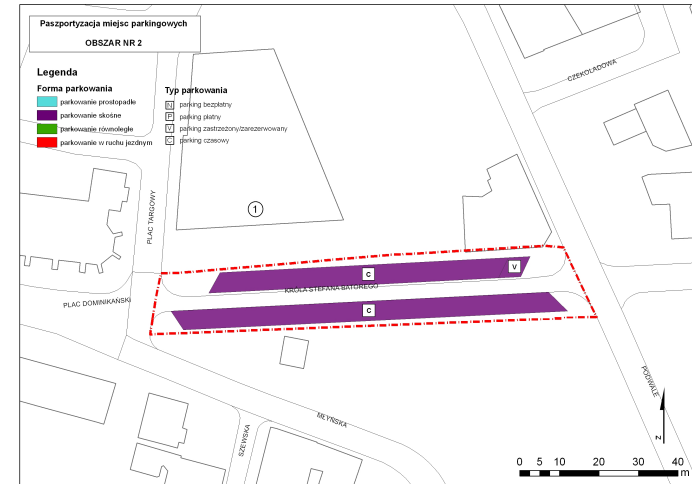 Paszportyzacja miejsc parkingowych
OBSZAR NR 2
Legenda
Forma parkowania
parkowanie prostopadłe
parkowanie skośne
parkowanie równoległe
parkowanie w ruchu jezdnym
Typ parkowania
N parking bezpłatny
P parking płatny
V parking zastrzeżony/zarezerwowany
C parking czasowy
CZEKOLADOWA
PLAC TARGOWY
1
C
V
KRÓLA STEFANA BATOREGO
PLAC DOMINIKAŃSKI
C
PODWALE
MŁYŃSKA
SZEWSKA
N
0 5 10 20 30 40
m